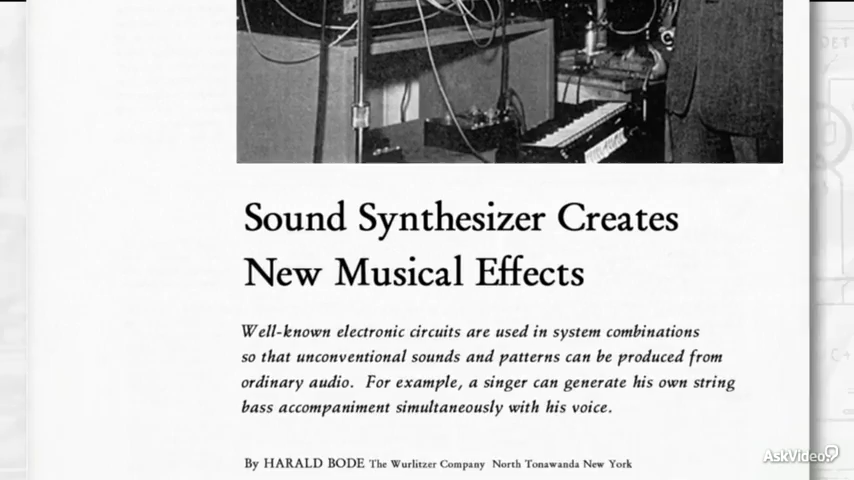 Sound Synthesizer Creates
New Musical Effects
Well-known electronic circuits are used in system combinations
so that unconventional sounds and patterns can be produced from
ordinary audio. For example, a singer can generate his own string
bass accompaniment simultaneously with his voice.
By HARALD BODE The Wurlitzer Company North Tonawanda New York
AskVideo